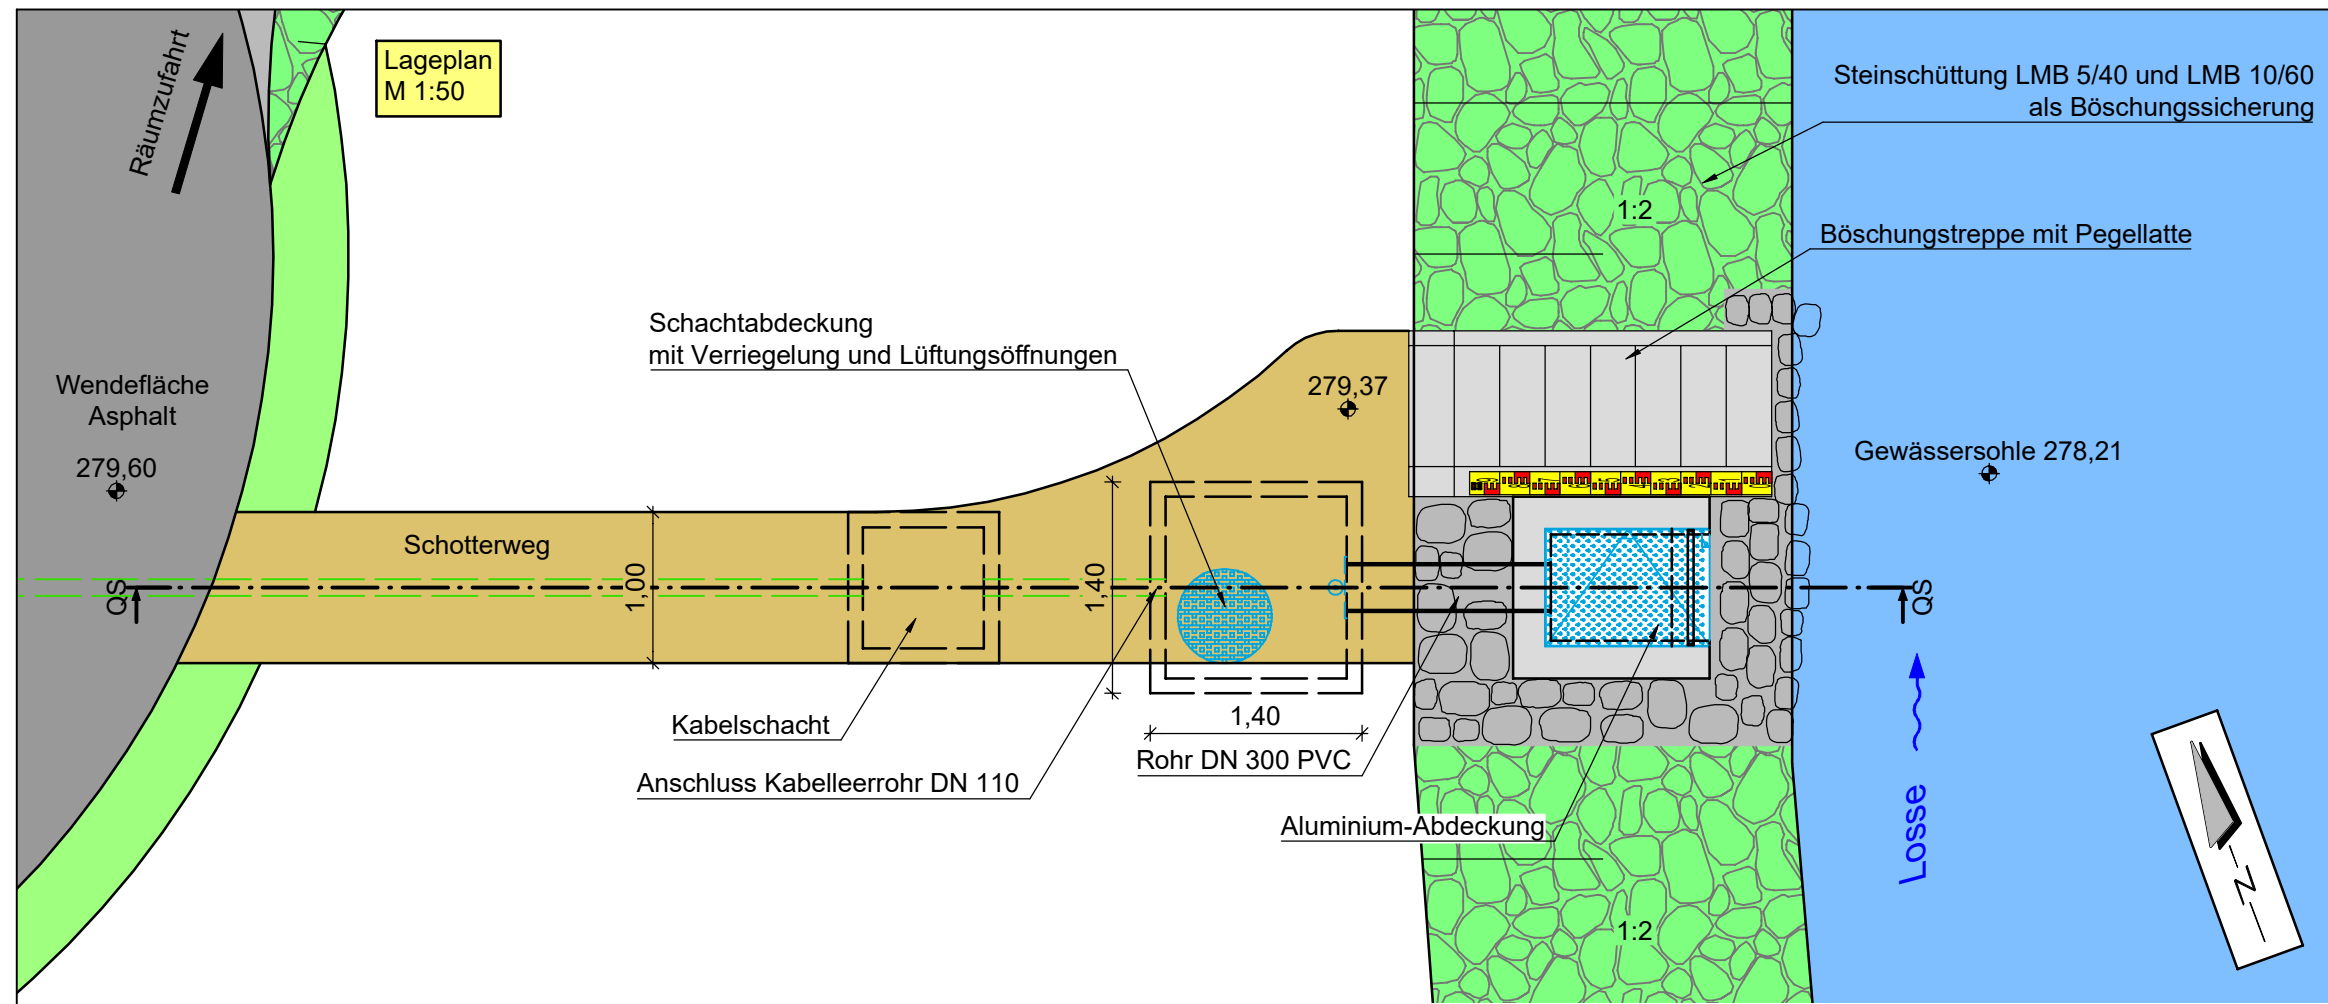 Räumzufahrt
Lageplan
M 1:50
Steinschüttung LMB 5/40 und LMB 10/60
als Böschungssicherung
1:2
Böschungstreppe mit Pegellatte
Schachtabdeckung
mit Verriegelung und Lüftungsöffnungen
279,37
Wendefläche
Asphalt
279,60
Gewässersohle 278,21
Schotterweg
QS
1,00
1,40
QS
Kabelschacht
1,40
Rohr DN 300 PVC
Anschluss Kabelleerrohr DN 110
Aluminium-Abdeckung
Losse
N
1:2